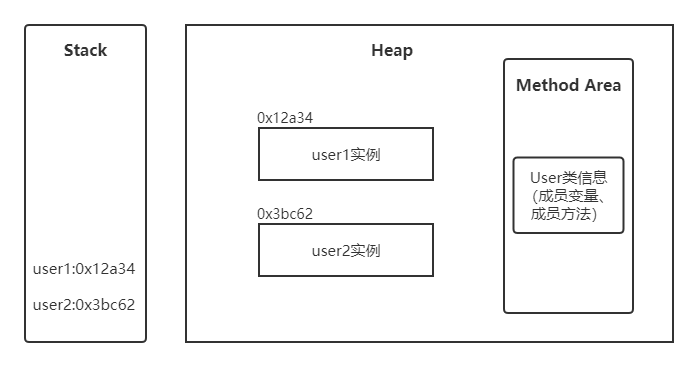 Stack
user1:0x12a34
user2:0x3bc62
Heap
0x12a34
user1实例
0x3bc62
user2实例
Method Area
User类信息
（成员变量、
成员方法）